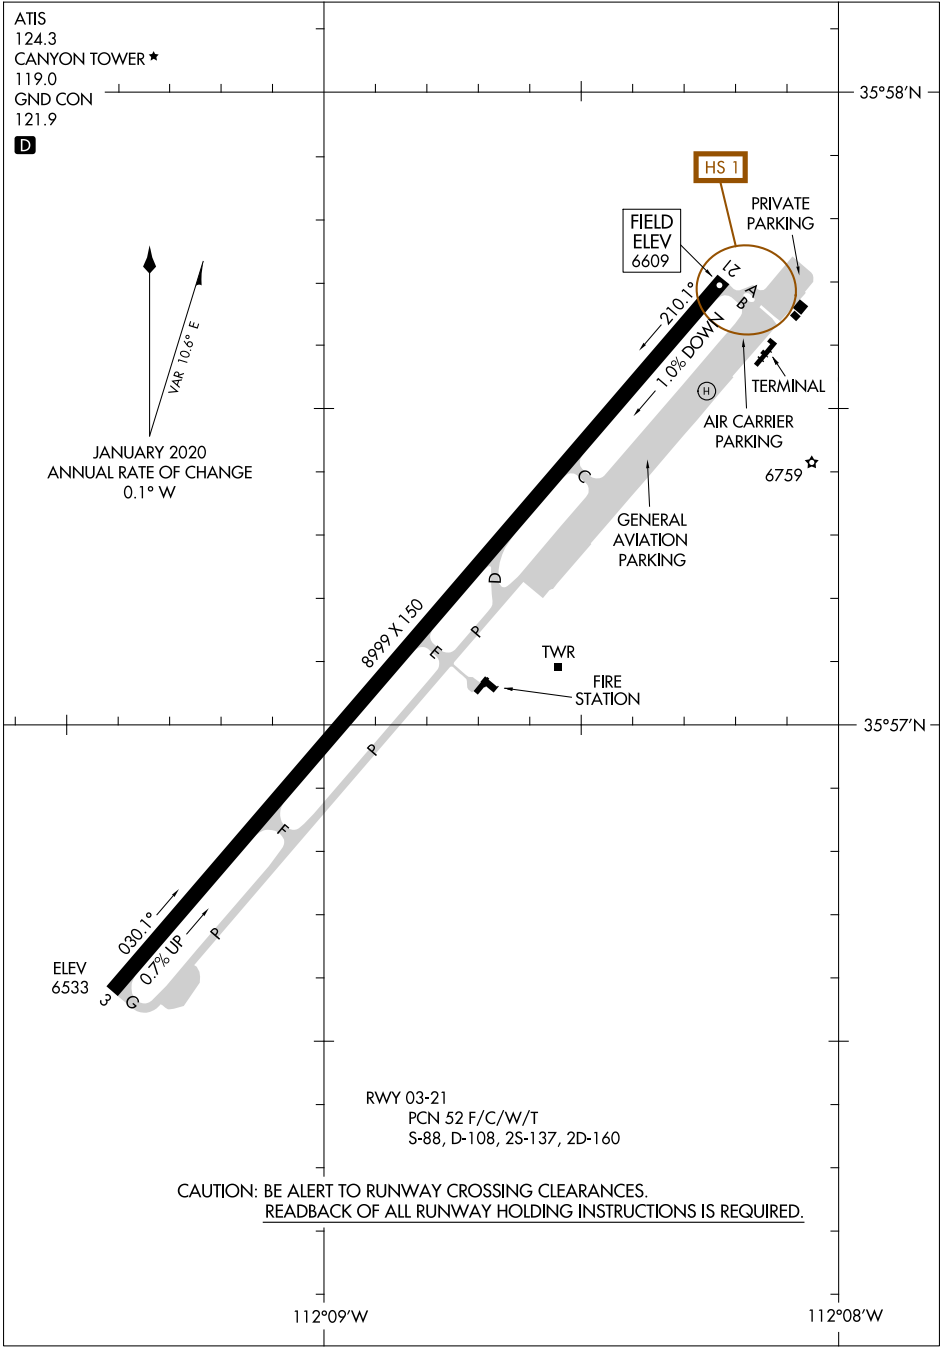 ATIS
124.3
CANYON TOWER ★
119.0
GND CON
121.9
D
35°58'N
HS 1
PRIVATE
PARKING
FIELD
ELEV
6609
21
A
B
210.1°
1.0% DOWN
VAR 10.6° E
H
TERMINAL
AIR CARRIER
PARKING
JANUARY 2020
ANNUAL RATE OF CHANGE
0.1° W
6759
C
GENERAL
AVIATION
PARKING
D
8999 X 150
P
E
TWR
FIRE
STATION
35°57'N
P
F
030.1°
0.7% UP
P
ELEV
6533
3
G
RWY 03-21
PCN 52 F/C/W/T
S-88, D-108, 2S-137, 2D-160
CAUTION: BE ALERT TO RUNWAY CROSSING CLEARANCES.
READBACK OF ALL RUNWAY HOLDING INSTRUCTIONS IS REQUIRED.
112°09'W
112°08'W